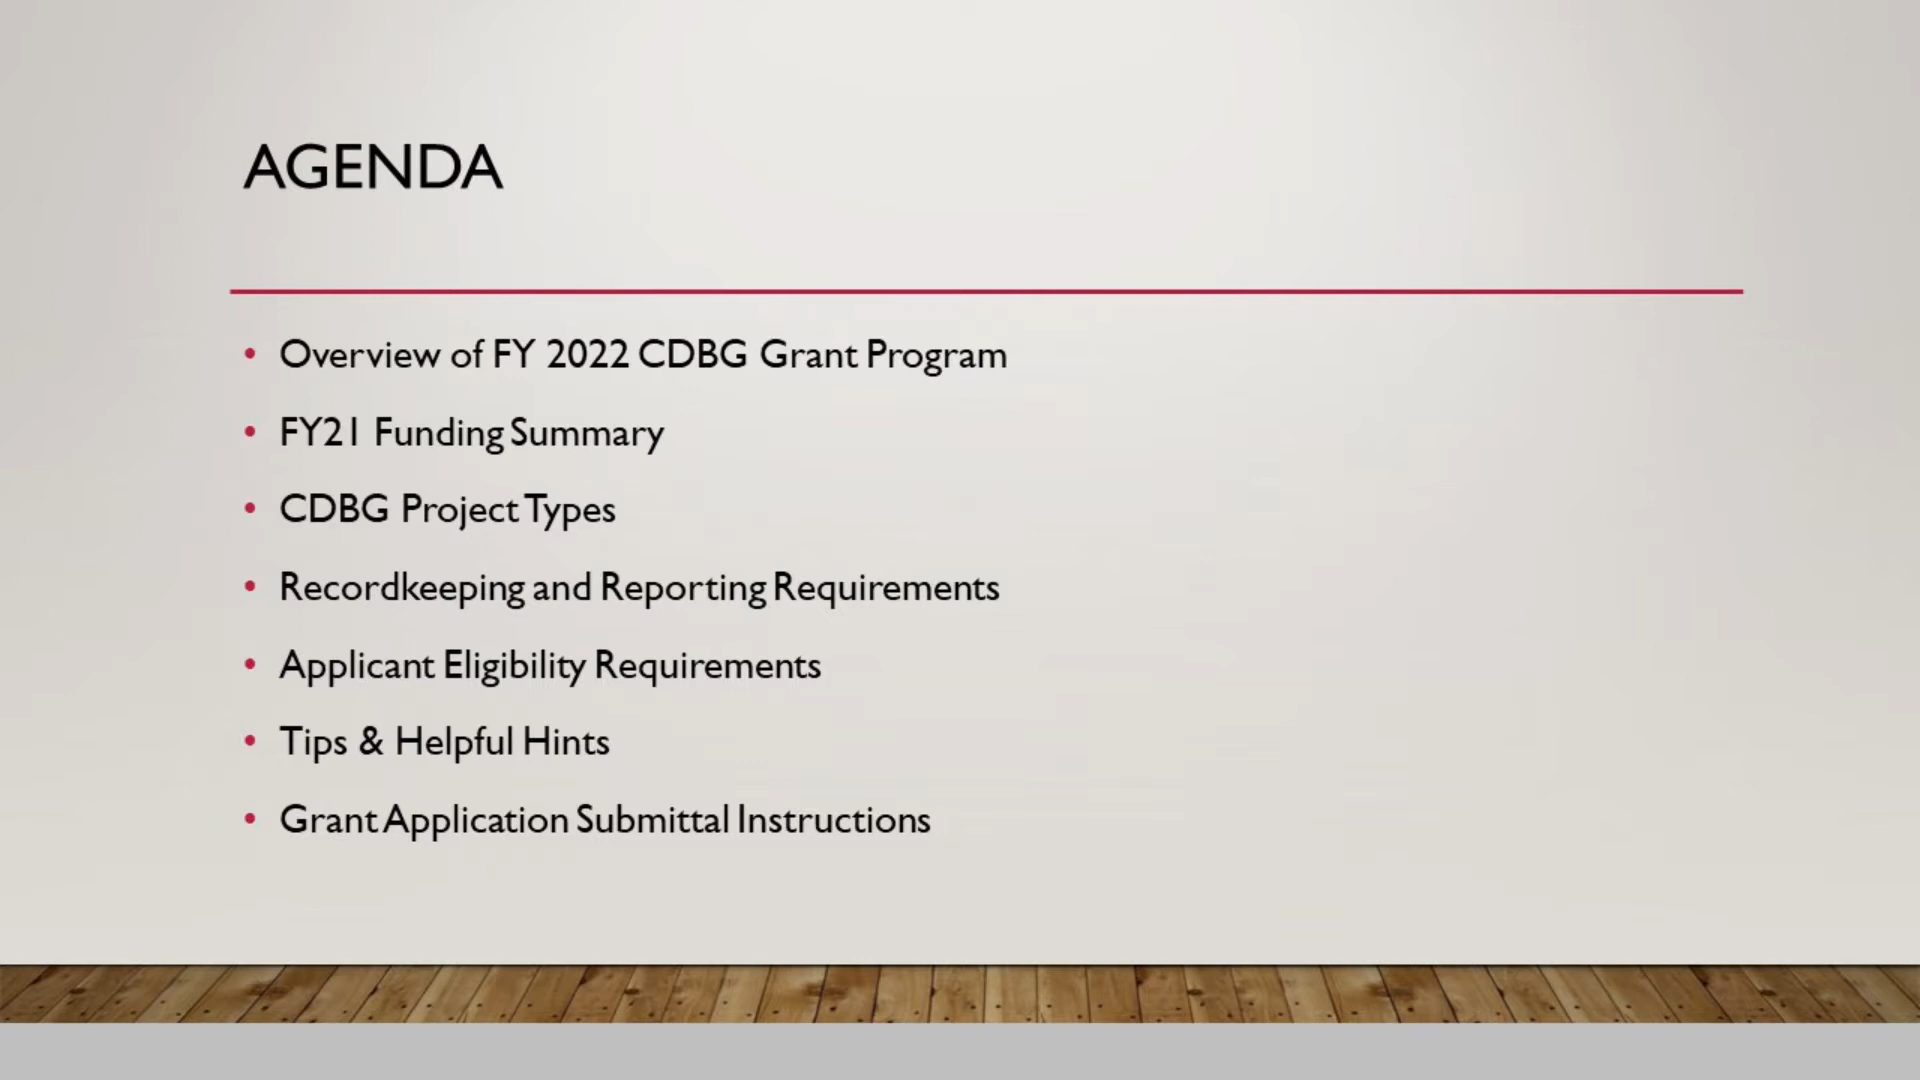 AGENDA
• Overview of FY 2022 CDBG Grant Program
• FY21 Funding Summary
• CDBG Project Types
• Recordkeeping and Reporting Requirements
• Applicant Eligibility Requirements
• Tips & Helpful Hints
• Grant Application Submittal Instructions